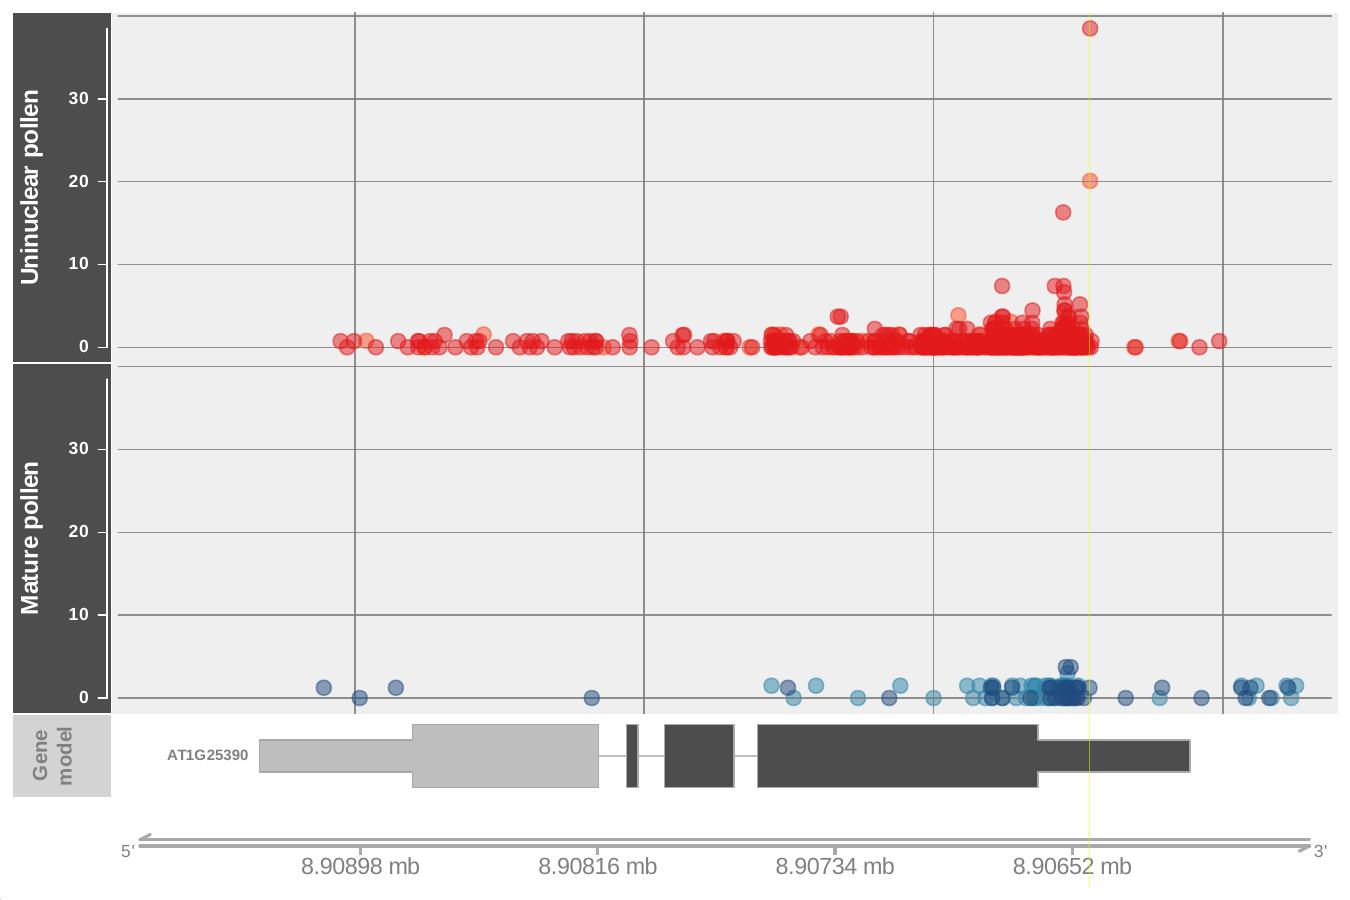 Uninuclear pollen
30
20
10
0
Mature pollen
30
20
10
0
Gene
model
AT1G25390
5'
3'
8.90898 mb
8.90816 mb
8.90734 mb
8.90652 mb